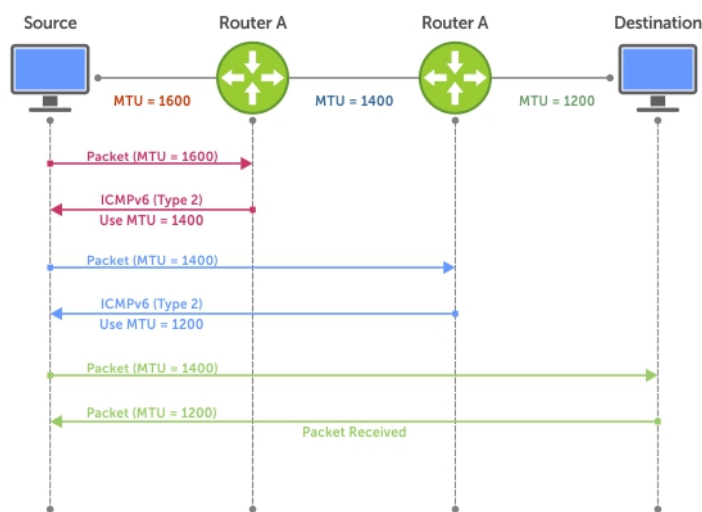 Source
Router A
Router A
Destination
MTU = 1600
MTU = 1400
MTU = 1200
Packet (MTU = 1600)
ICMPv6 (Type 2)
Use MTU = 1400
Packet (MTU = 1400)
ICMPv6 (Type 2)
Use MTU = 1200
Packet (MTU = 1400)
Packet (MTU = 1200)
Packet Received